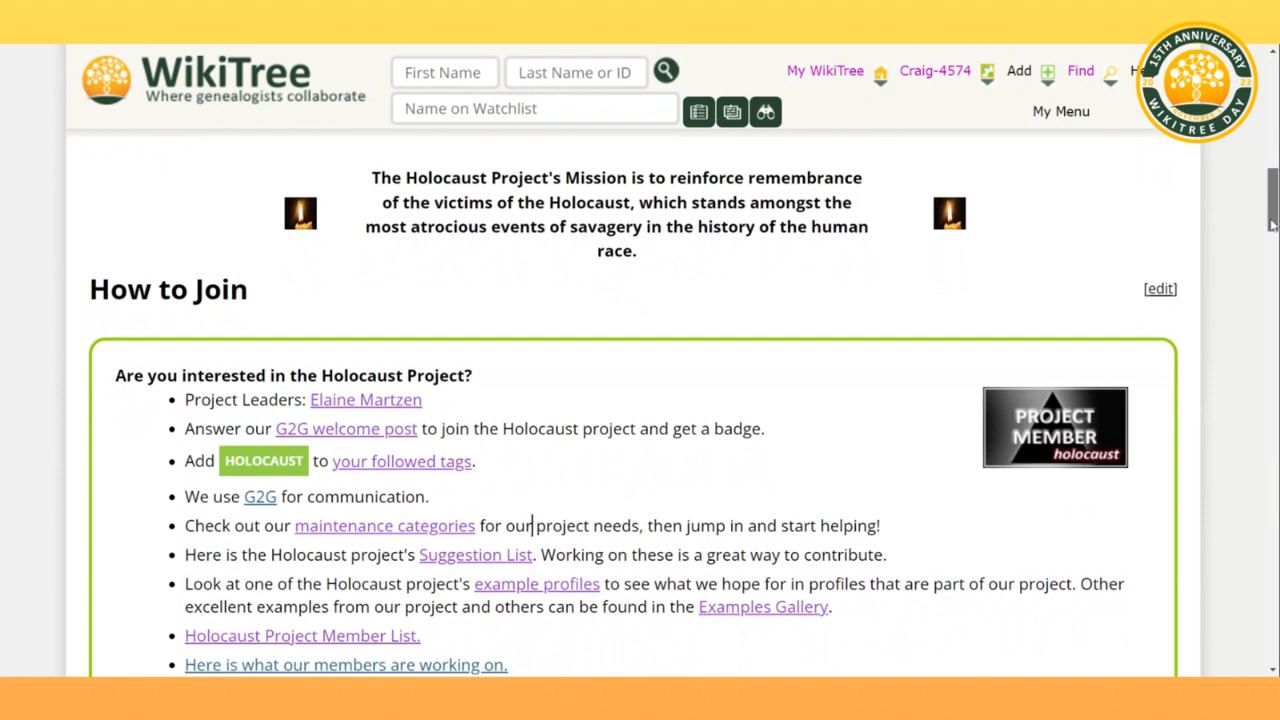 WikiTree
Where genealogists collaborate
First Name
Last Name or ID
Name on Watchlist
My WikiTree
Craig-4574
Add
Find
He
My Menu
15TH ANNIVERSARY
20 23
WIKITREE DAY
The Holocaust Project's Mission is to reinforce remembrance
of the victims of the Holocaust, which stands amongst the
most atrocious events of savagery in the history of the human
race.
How to Join
[edit]
Are you interested in the Holocaust Project?
• Project Leaders: Elaine Martzen
• Answer our G2G welcome post to join the Holocaust project and get a badge.
• Add HOLOCAUST to your followed tags.
• We use G2G for communication.
• Check out our maintenance categories for our project needs, then jump in and start helping!
• Here is the Holocaust project's Suggestion List. Working on these is a great way to contribute.
• Look at one of the Holocaust project's example profiles to see what we hope for in profiles that are part of our project. Other
excellent examples from our project and others can be found in the Examples Gallery.
• Holocaust Project Member List.
• Here is what our members are working on.
PROJECT
MEMBER
holocaust